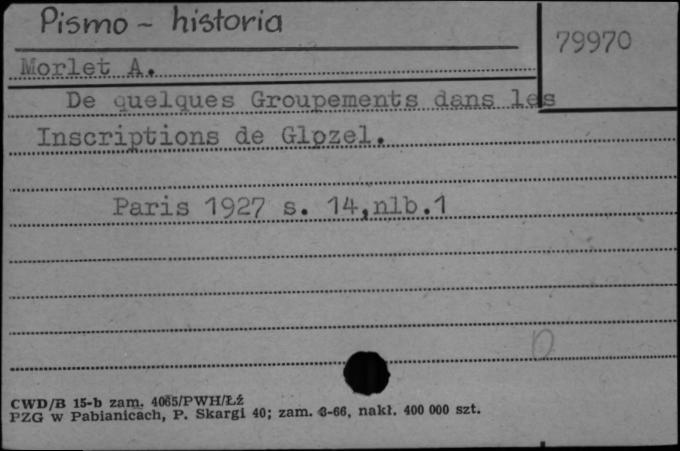 Pismo - historia
79970
Morlet A.
De quelques Groupements dans les
Inscriptions de Glozel.
Paris 1927 s. 14,nlb.1
CWD/B 15-b zam. 4065/PWH/Łź
PZG w Pabianicach, P. Skargi 40; zam. 3-66, nakł. 400 000 szt.